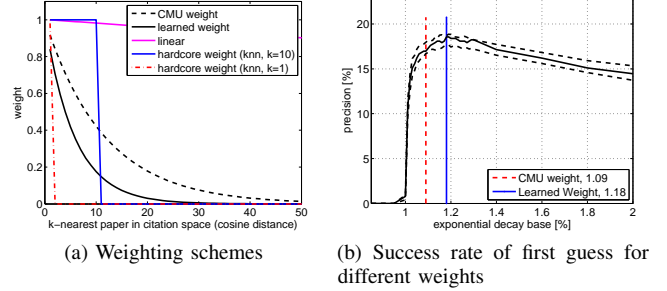 CMU weight
learned weight
linear
hardcore weight (knn, k=10)
hardcore weight (knn, k=1)
weight
1
0.8
0.6
0.4
0.2
0
0 10 20 30 40 50
k−nearest paper in citation space (cosine distance)
(a) Weighting schemes
precision [%]
20
15
10
5
0
1 1.2 1.4 1.6 1.8 2
CMU weight, 1.09
Learned Weight, 1.18
exponential decay base [%]
(b) Success rate of first guess for
different weights